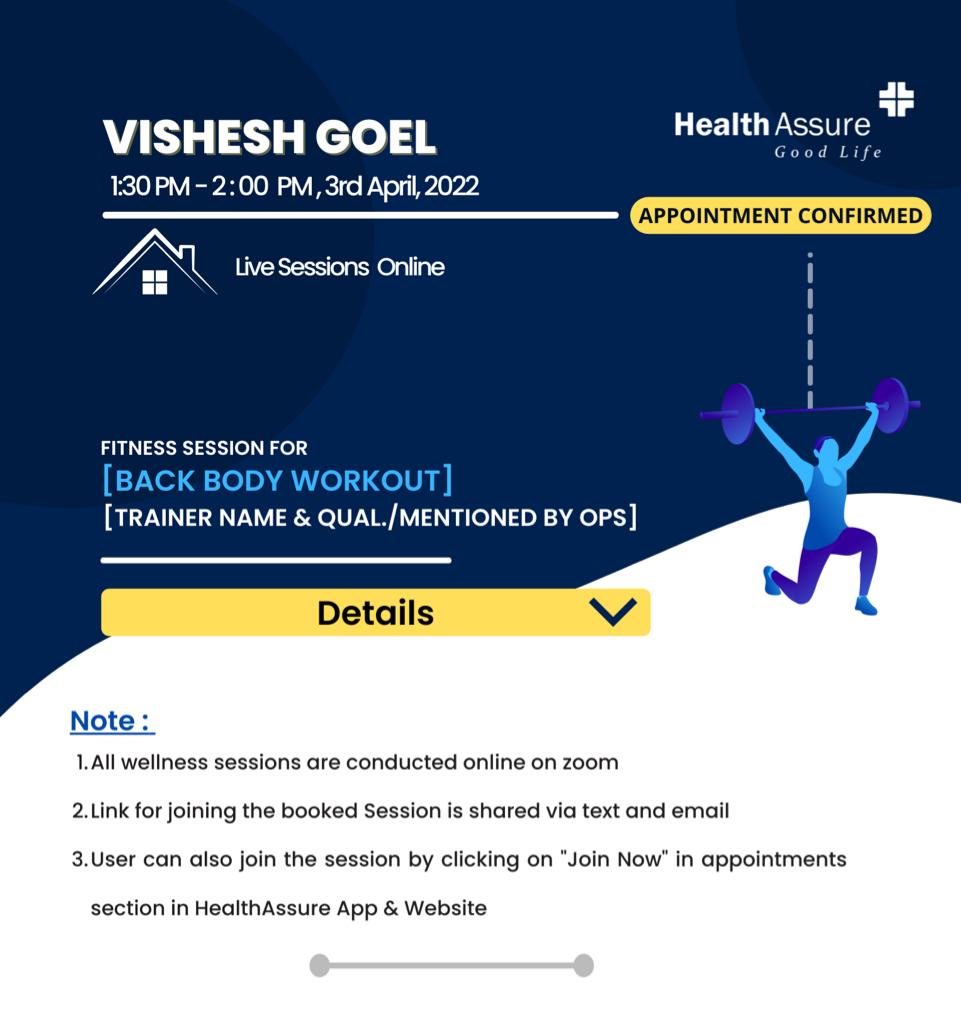 VISHESH GOEL
1:30 PM - 2:00 PM, 3rd April, 2022
HealthAssure
Good Life
APPOINTMENT CONFIRMED
Live Sessions Online
FITNESS SESSION FOR
[BACK BODY WORKOUT]
[TRAINER NAME & QUAL./MENTIONED BY OPS]
Details
Note :
1. All wellness sessions are conducted online on zoom
2. Link for joining the booked Session is shared via text and email
3. User can also join the session by clicking on "Join Now" in appointments
section in HealthAssure App & Website